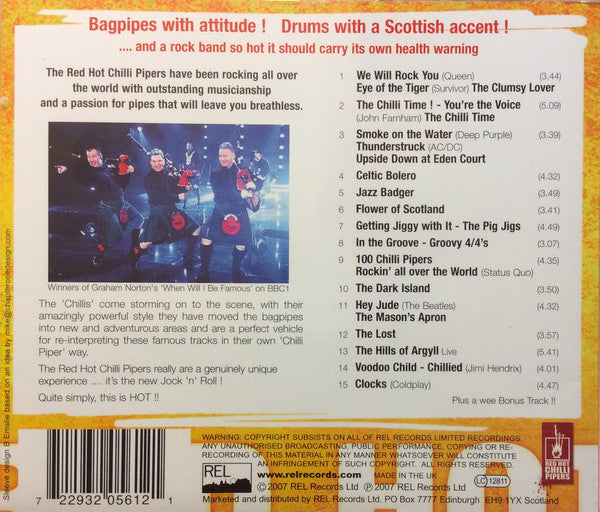 Bagpipes with attitude ! Drums with a Scottish accent !
.... and a rock band so hot it should carry its own health warning
The Red Hot Chilli Pipers have been rocking all over
the world with outstanding musicianship
and a passion for pipes that will leave you breathless.
Winners of Graham Norton's 'When Will I Be Famous' on BBC1
The 'Chillis' come storming on to the scene, with their
amazingly powerful style they have moved the bagpipes
into new and adventurous areas and are a perfect vehicle
for re-interpreting these famous tracks in their own 'Chilli
Piper' way.
The Red Hot Chilli Pipers really are a genuinely unique
experience .... it's the new Jock 'n' Roll !
Quite simply, this is HOT !!
1 We Will Rock You (Queen) (3.44)
Eye of the Tiger (Survivor) The Clumsy Lover
2 The Chilli Time ! - You're the Voice (5.09)
(John Farnham) The Chilli Time
3 Smoke on the Water (Deep Purple) (3.39)
Thunderstruck (AC/DC)
Upside Down at Eden Court
4 Celtic Bolero (4.32)
5 Jazz Badger (3.49)
6 Flower of Scotland (3.41)
7 Getting Jiggy with It - The Pig Jigs (4.49)
8 In the Groove - Groovy 4/4's (3.07)
9 100 Chilli Pipers (4.35)
Rockin' all over the World (Status Quo)
10 The Dark Island (3.50)
11 Hey Jude (The Beatles) (4.32)
The Mason's Apron
12 The Lost (3.57)
13 The Hills of Argyll Live (5.41)
14 Voodoo Child - Chillied (Jimi Hendrix) (4.01)
15 Clocks (Coldplay) (4.47)
Plus a wee Bonus Track !!
Sleeve design B Emslie based on an idea by mike@chapteronedesign.com
7 22932 05612 1
REL
WARNING: COPYRIGHT SUBSISTS ON ALL OF REL RECORDS LIMITED RECORDINGS.
ANY UNAUTHORISED BROADCASTING, PUBLIC PERFORMANCE, COPYING OR RE-
RECORDING OF THIS MATERIAL IN ANY MANNER WHATSOEVER WILL CONSTITUTE
AN INFRINGEMENT OF SUCH COPYRIGHT. ALL RIGHTS RESERVED.
www.relrecords.com MADE IN THE UK
© 2007 REL Records Ltd ℗ 2007 REL Records Ltd
LC 12811
Marketed and distributed by REL Records Ltd. PO Box 7777 Edinburgh EH9 1YX Scotland
RED HOT
CHILLI
PIPERS